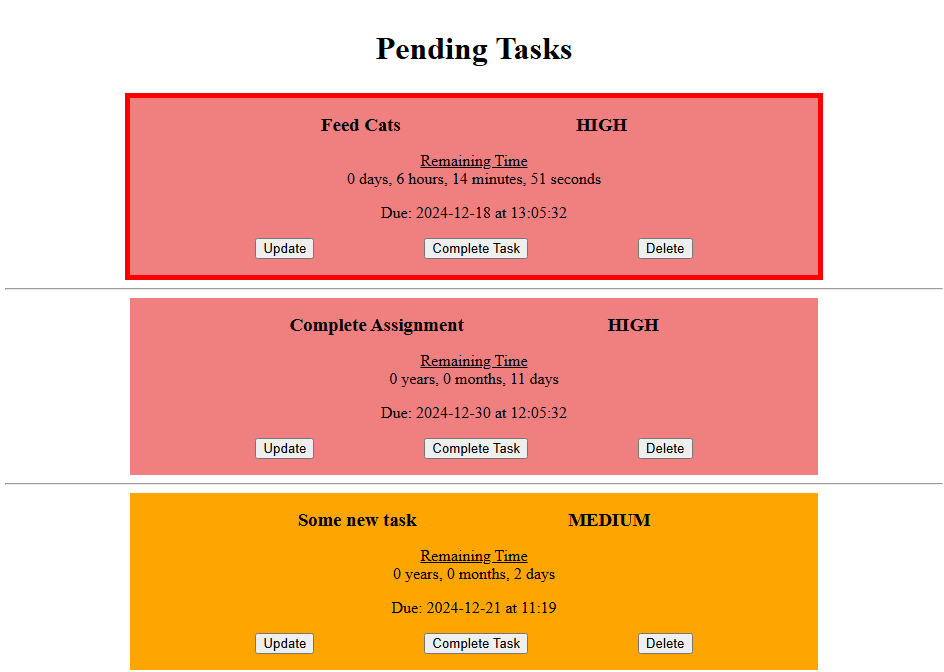 Pending Tasks
Feed Cats HIGH
Remaining Time
0 days, 6 hours, 14 minutes, 51 seconds
Due: 2024-12-18 at 13:05:32
Update Complete Task Delete
Complete Assignment HIGH
Remaining Time
0 years, 0 months, 11 days
Due: 2024-12-30 at 12:05:32
Update Complete Task Delete
Some new task MEDIUM
Remaining Time
0 years, 0 months, 2 days
Due: 2024-12-21 at 11:19
Update Complete Task Delete